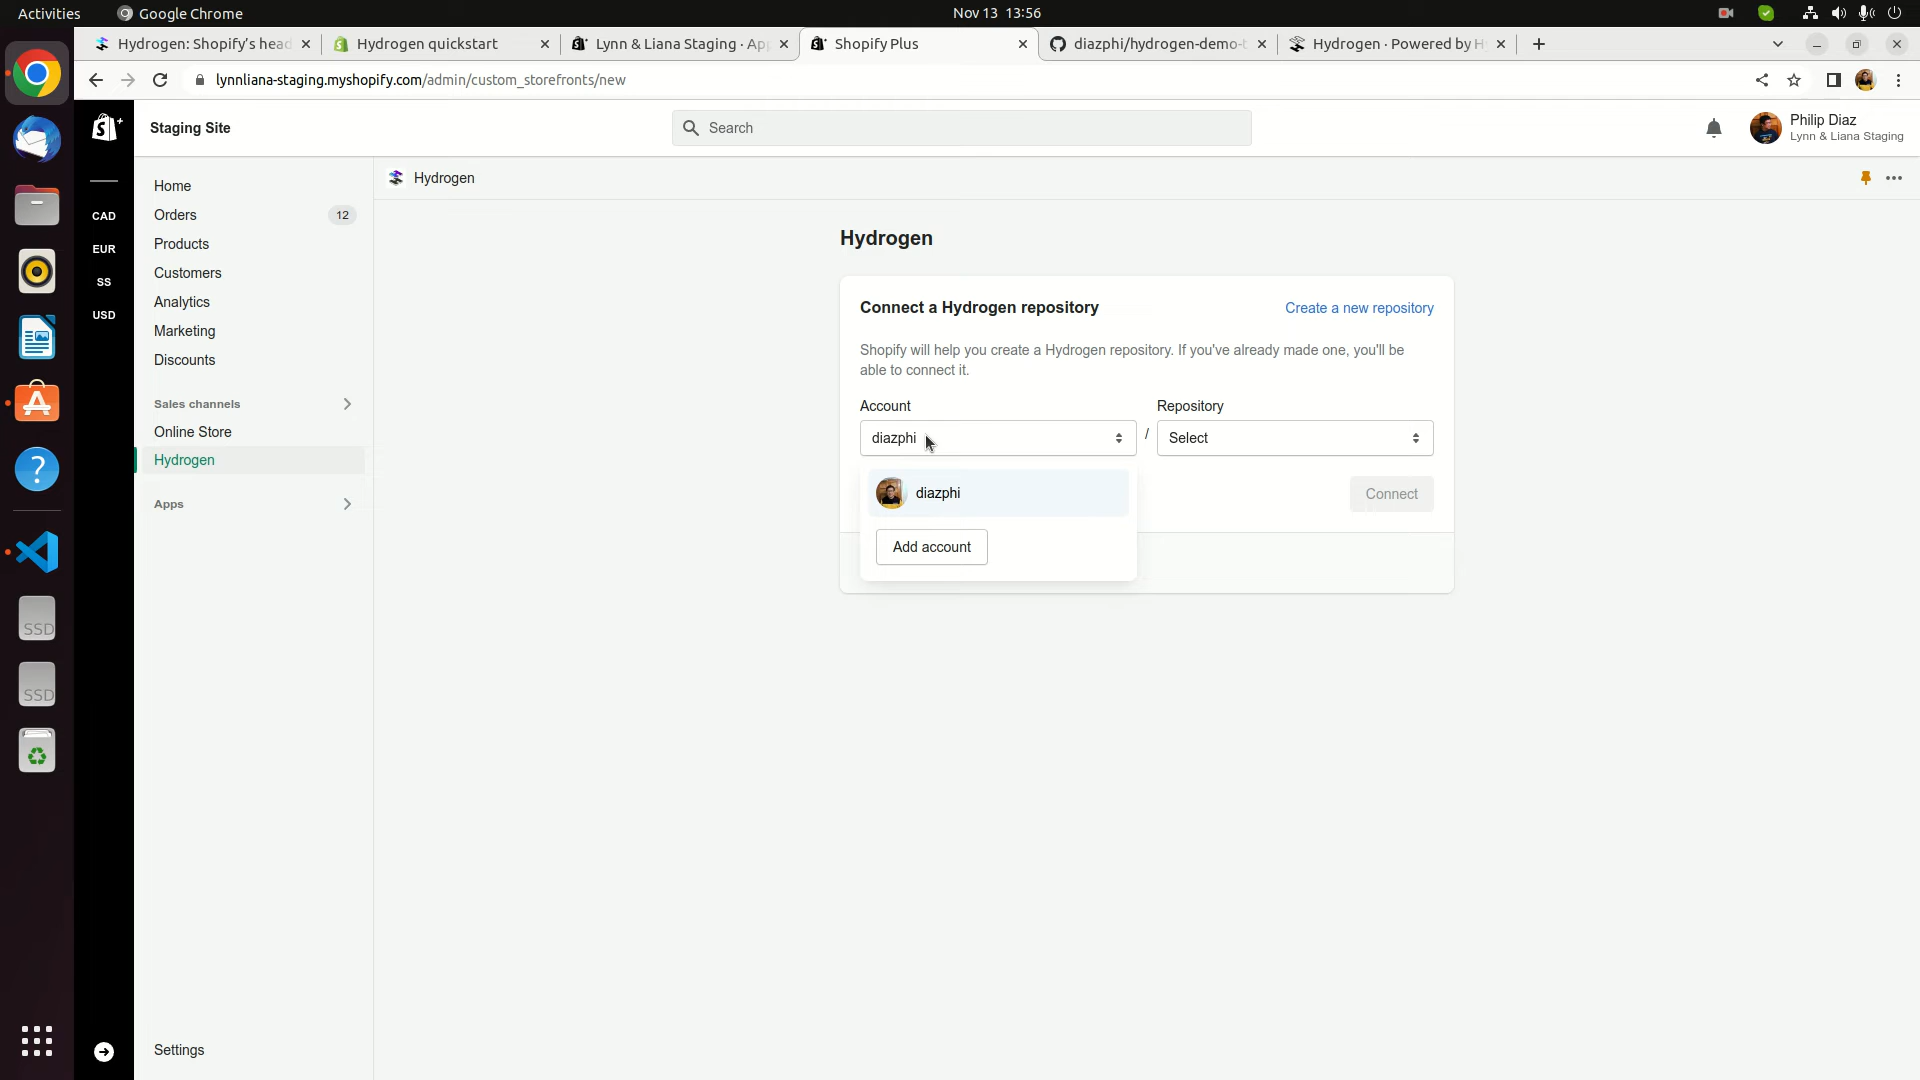 Activities
Google Chrome
Nov 13 13:56
Hydrogen: Shopify's head
Hydrogen quickstart
Lynn & Liana Staging · Ap
Shopify Plus
diazphi/hydrogen-demo-
Hydrogen · Powered by H
lynnliana-staging.myshopify.com/admin/custom_storefronts/new
Staging Site
Search
Philip Diaz
Lynn & Liana Staging
CAD
EUR
SS
USD
Home
Orders
12
Products
Customers
Analytics
Marketing
Discounts
Sales channels
Online Store
Hydrogen
Apps
Settings
Hydrogen
Hydrogen
Connect a Hydrogen repository
Create a new repository
Shopify will help you create a Hydrogen repository. If you've already made one, you'll be
able to connect it.
Account
Repository
diazphi
/
Select
diazphi
Connect
Add account
SSD
SSD